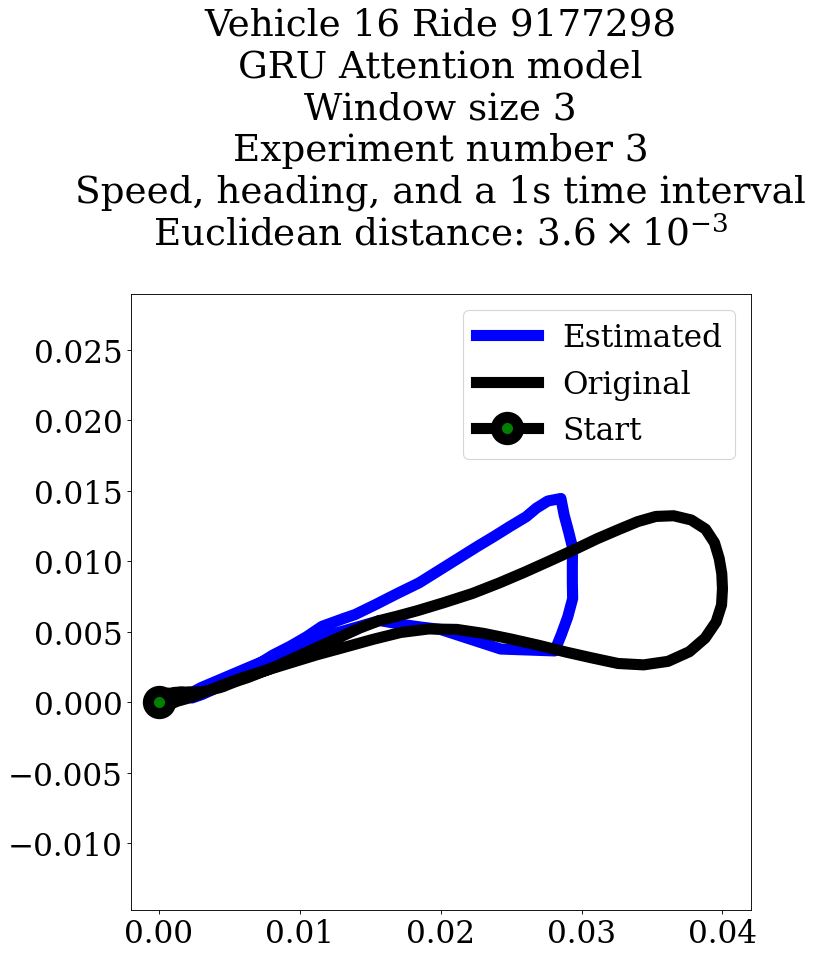 Vehicle 16 Ride 9177298
GRU Attention model
Window size 3
Experiment number 3
Speed, heading, and a 1s time interval
Euclidean distance: 3.6 × 10⁻³
Estimated
Original
Start
0.025
0.020
0.015
0.010
0.005
0.000
−0.005
−0.010
0.00 0.01 0.02 0.03 0.04